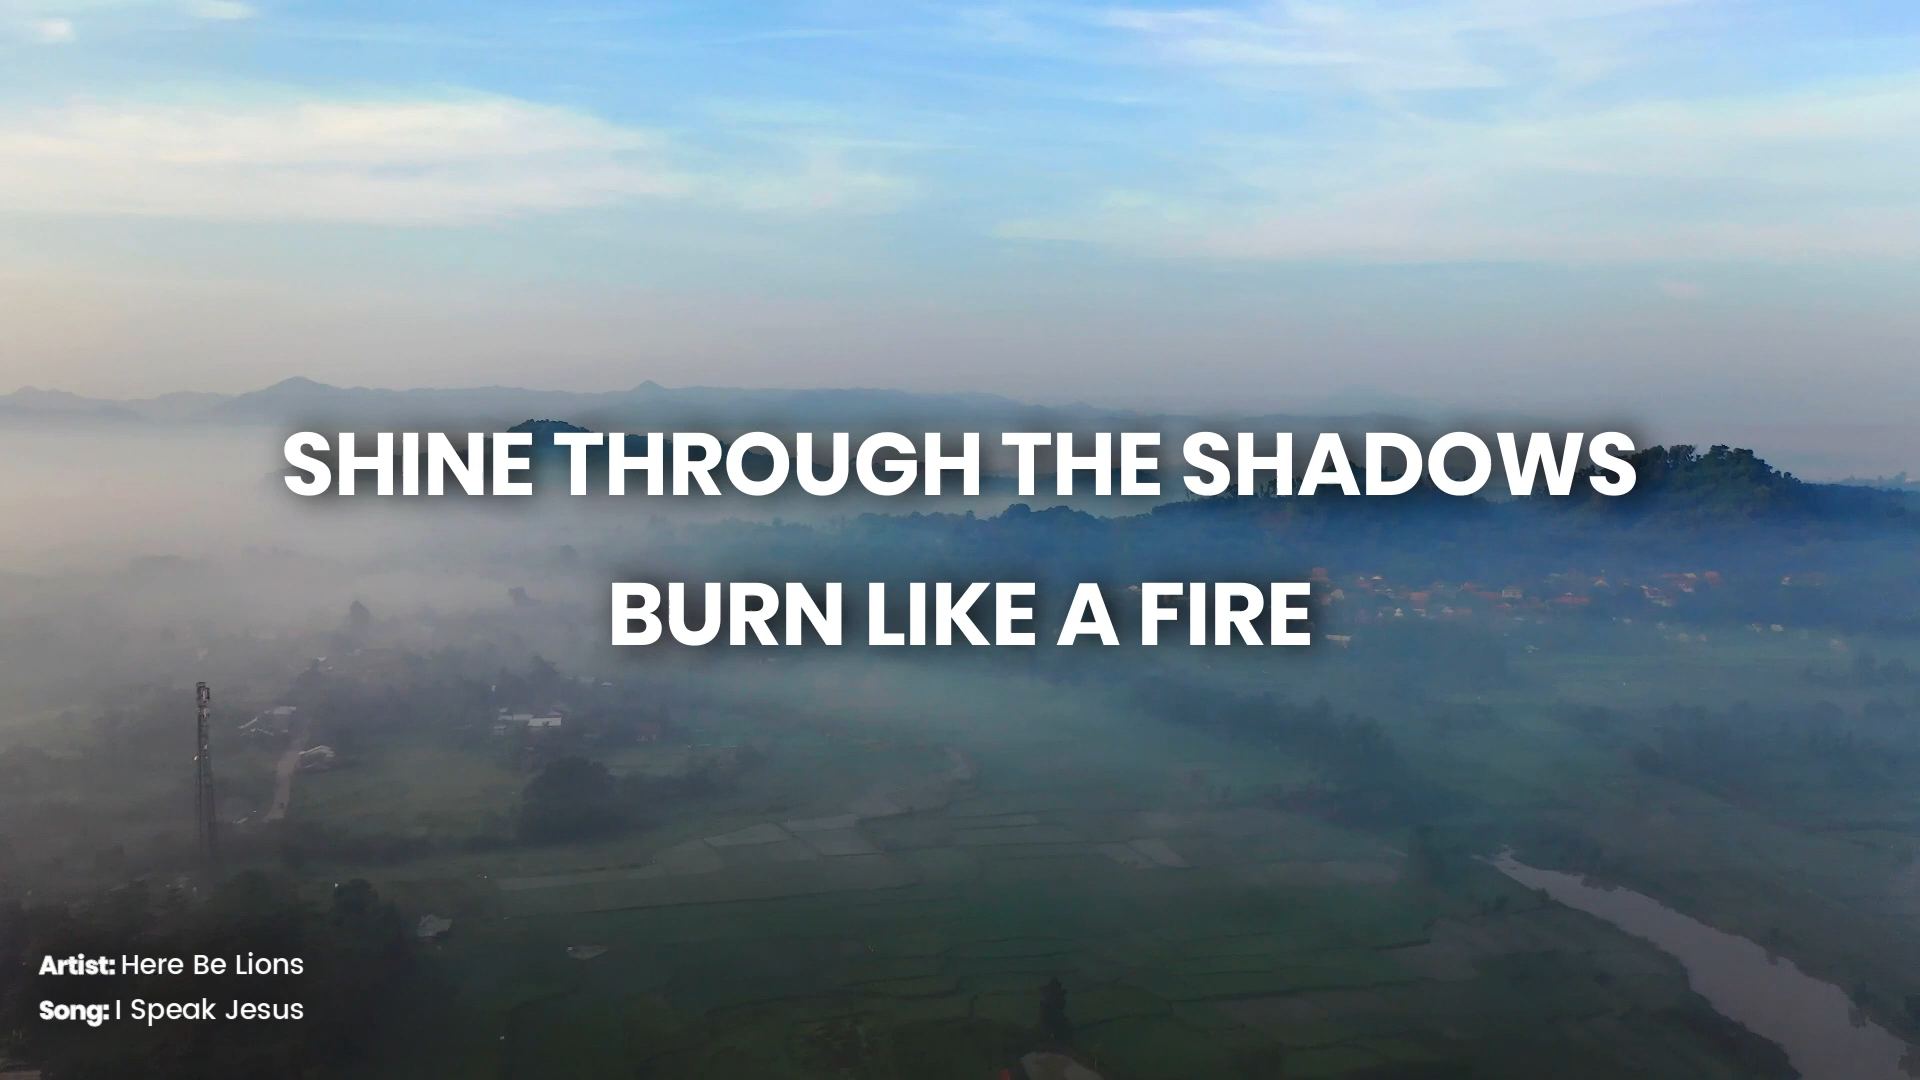 SHINE THROUGH THE SHADOWS
BURN LIKE A FIRE
Artist: Here Be Lions
Song: I Speak Jesus